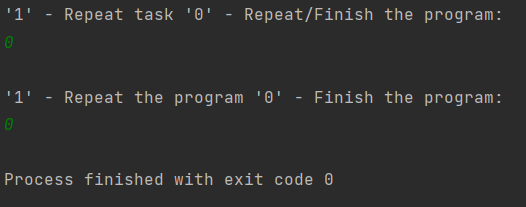 '1' - Repeat task '0' - Repeat/Finish the program:
0
'1' - Repeat the program '0' - Finish the program:
0
Process finished with exit code 0